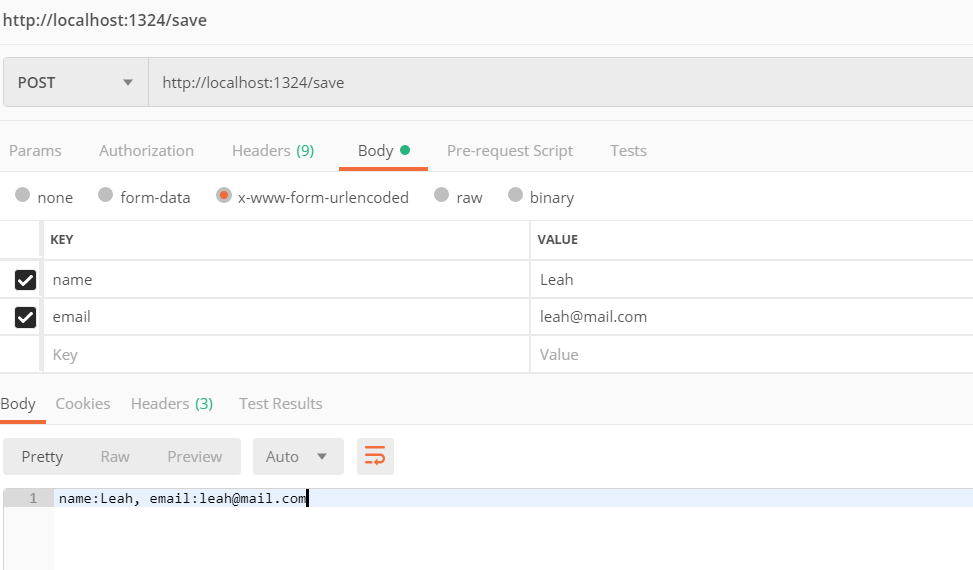 http://localhost:1324/save
POST http://localhost:1324/save
Params Authorization Headers (9) Body Pre-request Script Tests
none form-data x-www-form-urlencoded raw binary
KEY VALUE
name Leah
email leah@mail.com
Key Value
Body Cookies Headers (3) Test Results
Pretty Raw Preview Auto
1 name:Leah, email:leah@mail.com